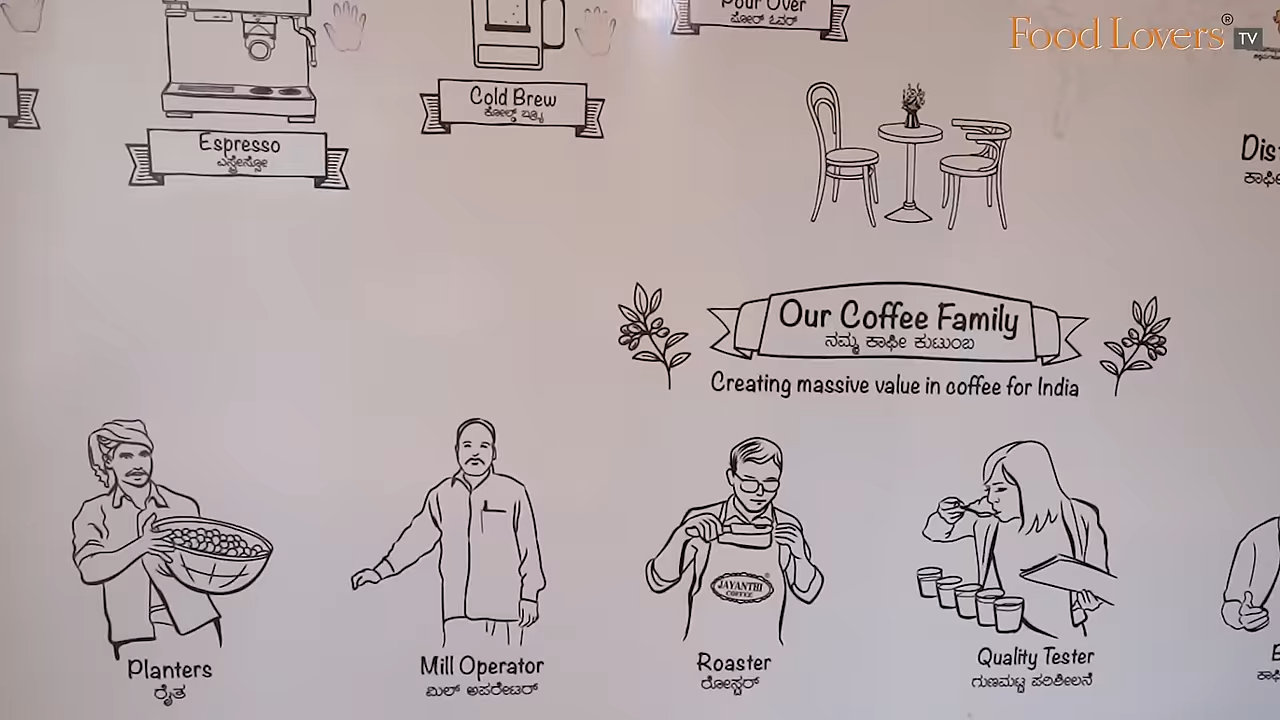 Pour Over
ಪೋರ್ ಓವರ್
Food Lovers® TV
Cold Brew
ಕೋಲ್ಡ್ ಬ್ರೂ
Espresso
ಎಸ್ಪ್ರೇಸ್ಸೋ
Our Coffee Family
ನಮ್ಮ ಕಾಫೀ ಕುಟುಂಬ
Creating massive value in coffee for India
JAYANTHI
COFFEE
Planters
ರೈತ
Mill Operator
ಮಿಲ್ ಅಪರೇಟರ್
Roaster
ರೋಸ್ಟರ್
Quality Tester
ಗುಣಮಟ್ಟ ಪರಿಶೀಲನೆ